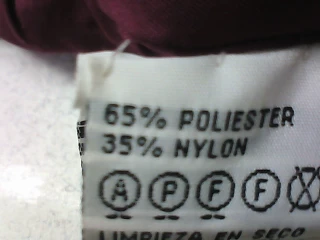 65% POLIESTER
35% NYLON
A P F F
LIMPIEZA EN SECO